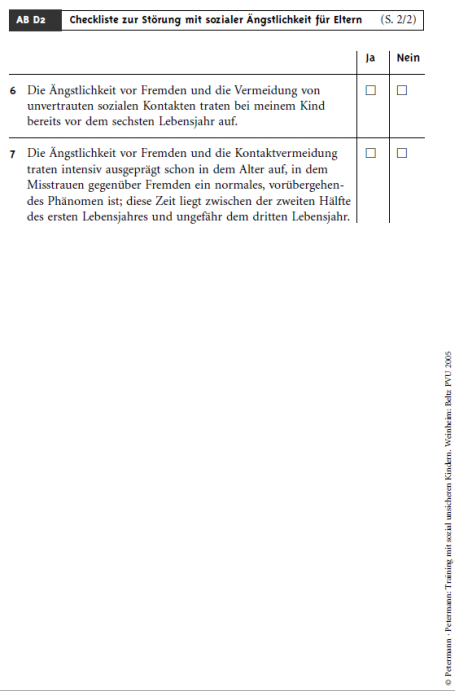 AB D2 Checkliste zur Störung mit sozialer Ängstlichkeit für Eltern (S. 2/2)
Ja Nein
6 Die Ängstlichkeit vor Fremden und die Vermeidung von
unvertrauten sozialen Kontakten traten bei meinem Kind
bereits vor dem sechsten Lebensjahr auf.
7 Die Ängstlichkeit vor Fremden und die Kontaktvermeidung
traten intensiv ausgeprägt schon in dem Alter auf, in dem
Misstrauen gegenüber Fremden ein normales, vorübergehen-
des Phänomen ist; diese Zeit liegt zwischen der zweiten Hälfte
des ersten Lebensjahres und ungefähr dem dritten Lebensjahr.
© Petermann · Petermann: Training mit sozial unsicheren Kindern. Weinheim: Beltz PVU 2005